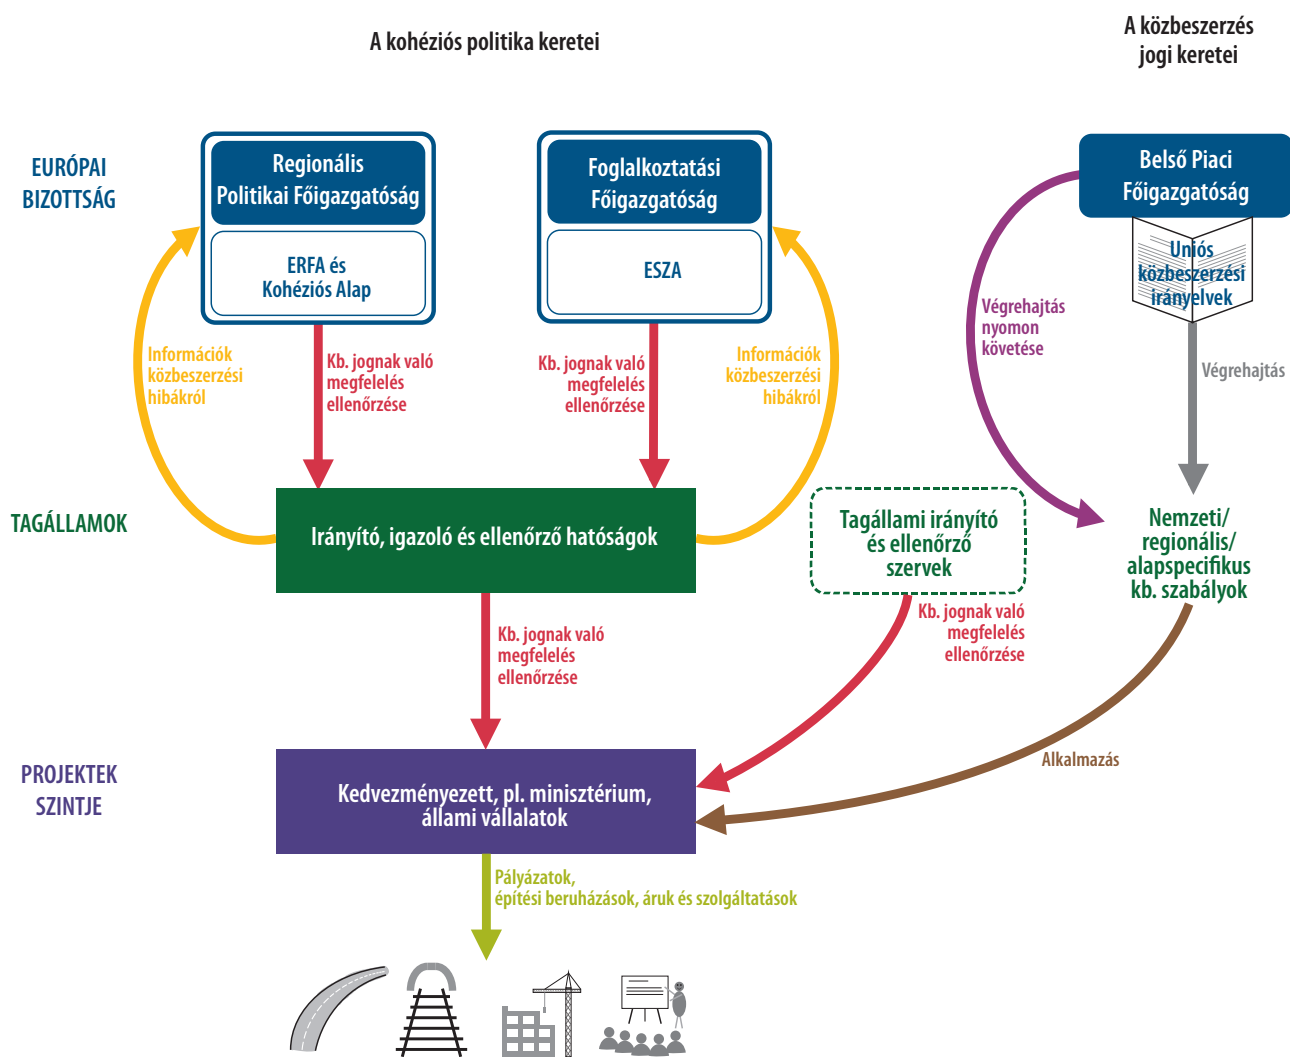 A kohéziós politika keretei
A közbeszerzés
jogi keretei
EURÓPAI
BIZOTTSÁG
Regionális
Politikai Főigazgatóság
ERFA és
Kohéziós Alap
Foglalkoztatási
Főigazgatóság
ESZA
Belső Piaci
Főigazgatóság
Uniós
közbeszerzési
irányelvek
Információk
közbeszerzési
hibákról
Kb. jognak való
megfelelés
ellenőrzése
Kb. jognak való
megfelelés
ellenőrzése
Információk
közbeszerzési
hibákról
Végrehajtás
nyomon
követése
Végrehajtás
TAGÁLLAMOK
Irányító, igazoló és ellenőrző hatóságok
Tagállami irányító
és ellenőrző
szervek
Nemzeti/
regionális/
alapspecifikus
kb. szabályok
Kb. jognak való
megfelelés
ellenőrzése
Kb. jognak való
megfelelés
ellenőrzése
Alkalmazás
PROJEKTEK
SZINTJE
Kedvezményezett, pl. minisztérium,
állami vállalatok
Pályázatok,
építési beruházások, áruk és szolgáltatások